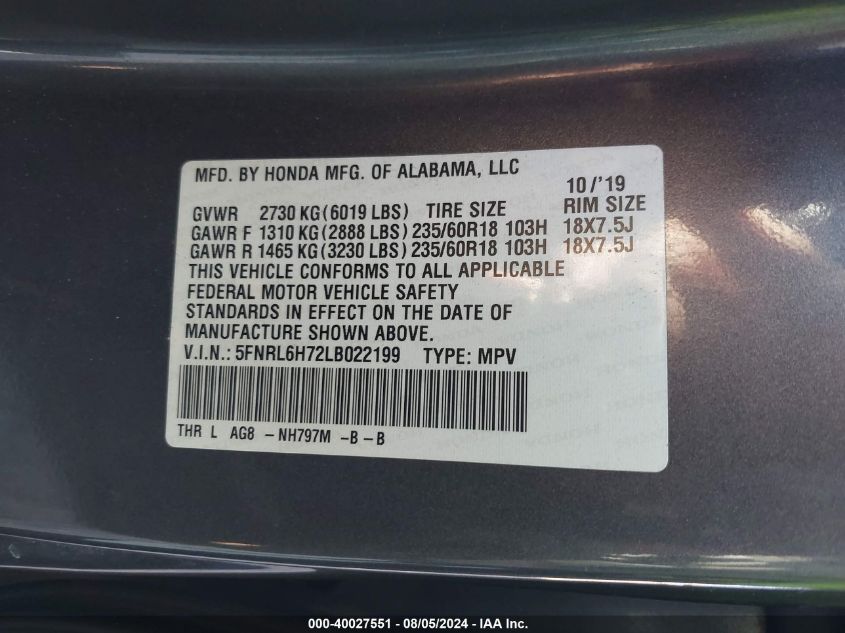 MFD. BY HONDA MFG. OF ALABAMA, LLC
10/'19
GVWR 2730 KG(6019 LBS) TIRE SIZE RIM SIZE
GAWR F 1310 KG(2888 LBS) 235/60R18 103H 18X7.5J
GAWR R 1465 KG(3230 LBS) 235/60R18 103H 18X7.5J
THIS VEHICLE CONFORMS TO ALL APPLICABLE
FEDERAL MOTOR VEHICLE SAFETY
STANDARDS IN EFFECT ON THE DATE OF
MANUFACTURE SHOWN ABOVE.
V.I.N.: 5FNRL6H72LB022199 TYPE: MPV
THR L AG8 -NH797M -B-B
000-40027551 - 08/05/2024 - IAA Inc.